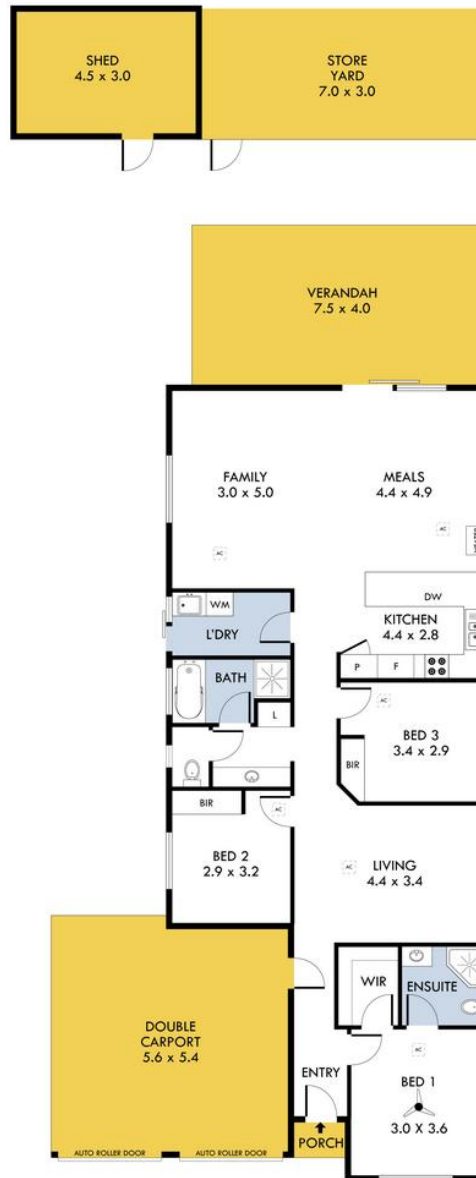 SHED
4.5 x 3.0
STORE
YARD
7.0 x 3.0
VERANDAH
7.5 x 4.0
FAMILY
3.0 x 5.0
MEALS
4.4 x 4.9
AC
AC
DW
WM
L'DRY
KITCHEN
4.4 x 2.8
P
F
BATH
L
AC
BED 3
3.4 x 2.9
BIR
BIR
AC
BED 2
2.9 x 3.2
LIVING
4.4 x 3.4
AC
WIR
ENSUITE
DOUBLE
CARPORT
5.6 x 5.4
AC
ENTRY
BED 1
3.0 X 3.6
PORCH
AUTO ROLLER DOOR
AUTO ROLLER DOOR